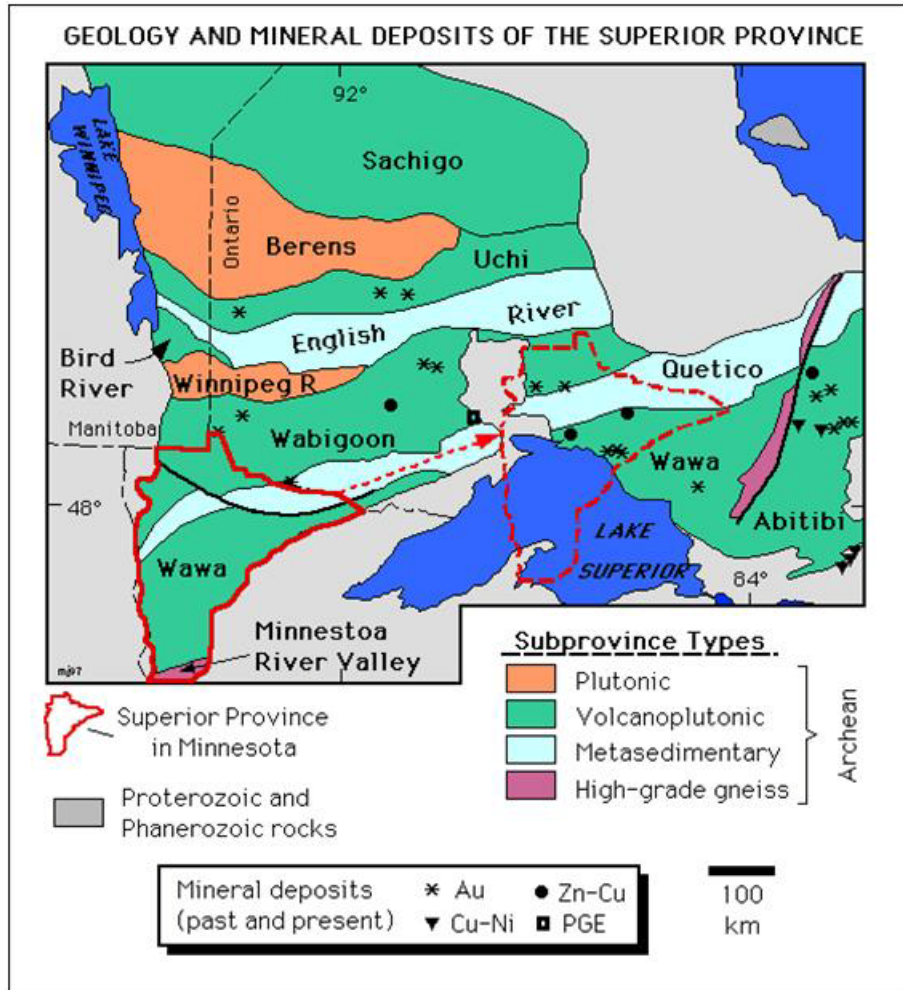 GEOLOGY AND MINERAL DEPOSITS OF THE SUPERIOR PROVINCE
92°
LAKE
WINNIPEG
Sachigo
Ontario
Berens
Uchi
River
English
Bird
River
Quetico
Winnipeg R
Manitoba
Wabigoon
Wawa
48°
Abitibi
LAKE
SUPERIOR
Wawa
84°
Minnestoa
River Valley
mj97
Subprovince Types
Plutonic
Volcanoplutonic
Metasedimentary
High-grade gneiss
Archean
Superior Province
in Minnesota
Proterozoic and
Phanerozoic rocks
Mineral deposits
(past and present)
Au
Zn-Cu
Cu-Ni
PGE
100
km